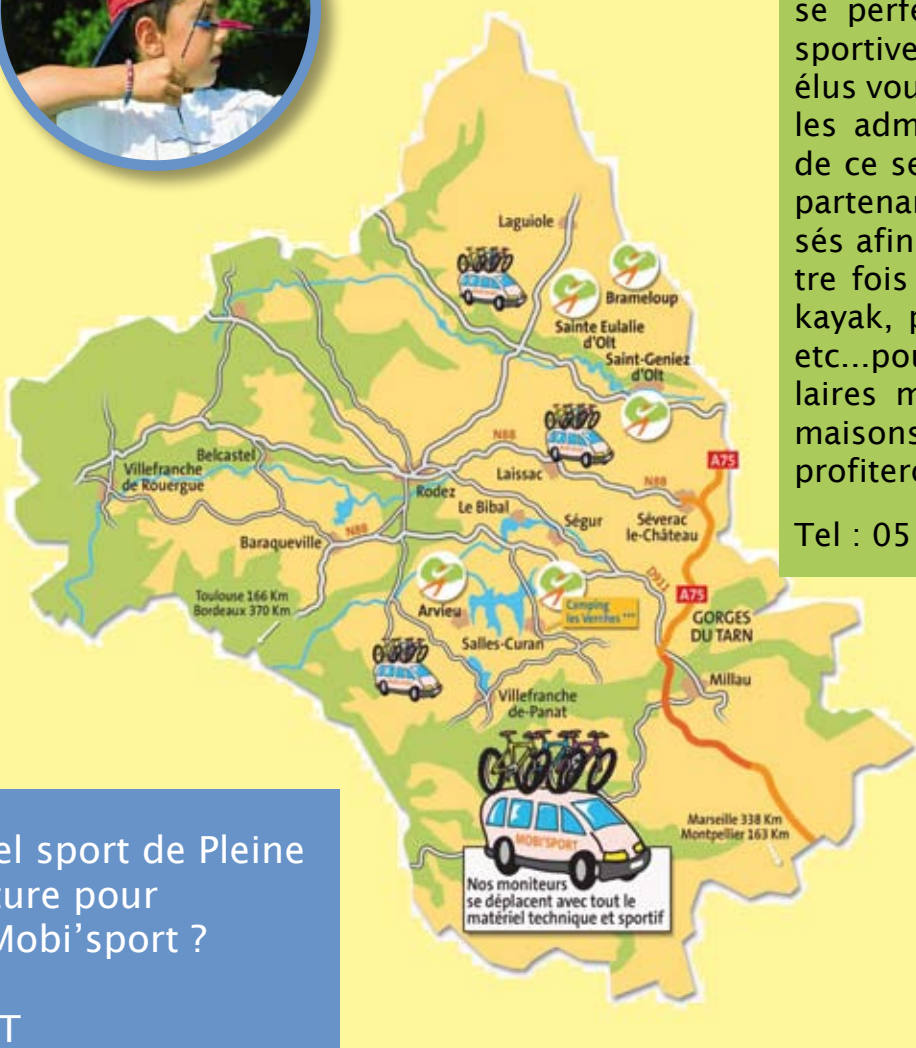 se perfe
sportive
élus vou
les adm
de ce se
partenar
sés afin
tre fois
kayak, p
etc...pou
laires m
maisons
profitere
Tel : 05
Laguiole
Brameloup
Sainte Eulalie
d'Olt
Saint-Geniez
d'Olt
A75
N88
Belcastel
Villefranche
de Rouergue
Rodez
Laissac
N88
Le Bibal
Ségur
Séverac
le-Château
Baraqueville
N88
D911
Toulouse 166 Km
Bordeaux 370 Km
Arvieu
Camping
les Vernhes ***
A75
GORGES
DU TARN
Salles-Curan
Millau
Villefranche
de-Panat
MOBI'SPORT
Marseille 338 Km
Montpellier 163 Km
Nos moniteurs
se déplacent avec tout le
matériel technique et sportif
el sport de Pleine
ture pour
Mobi'sport ?
T